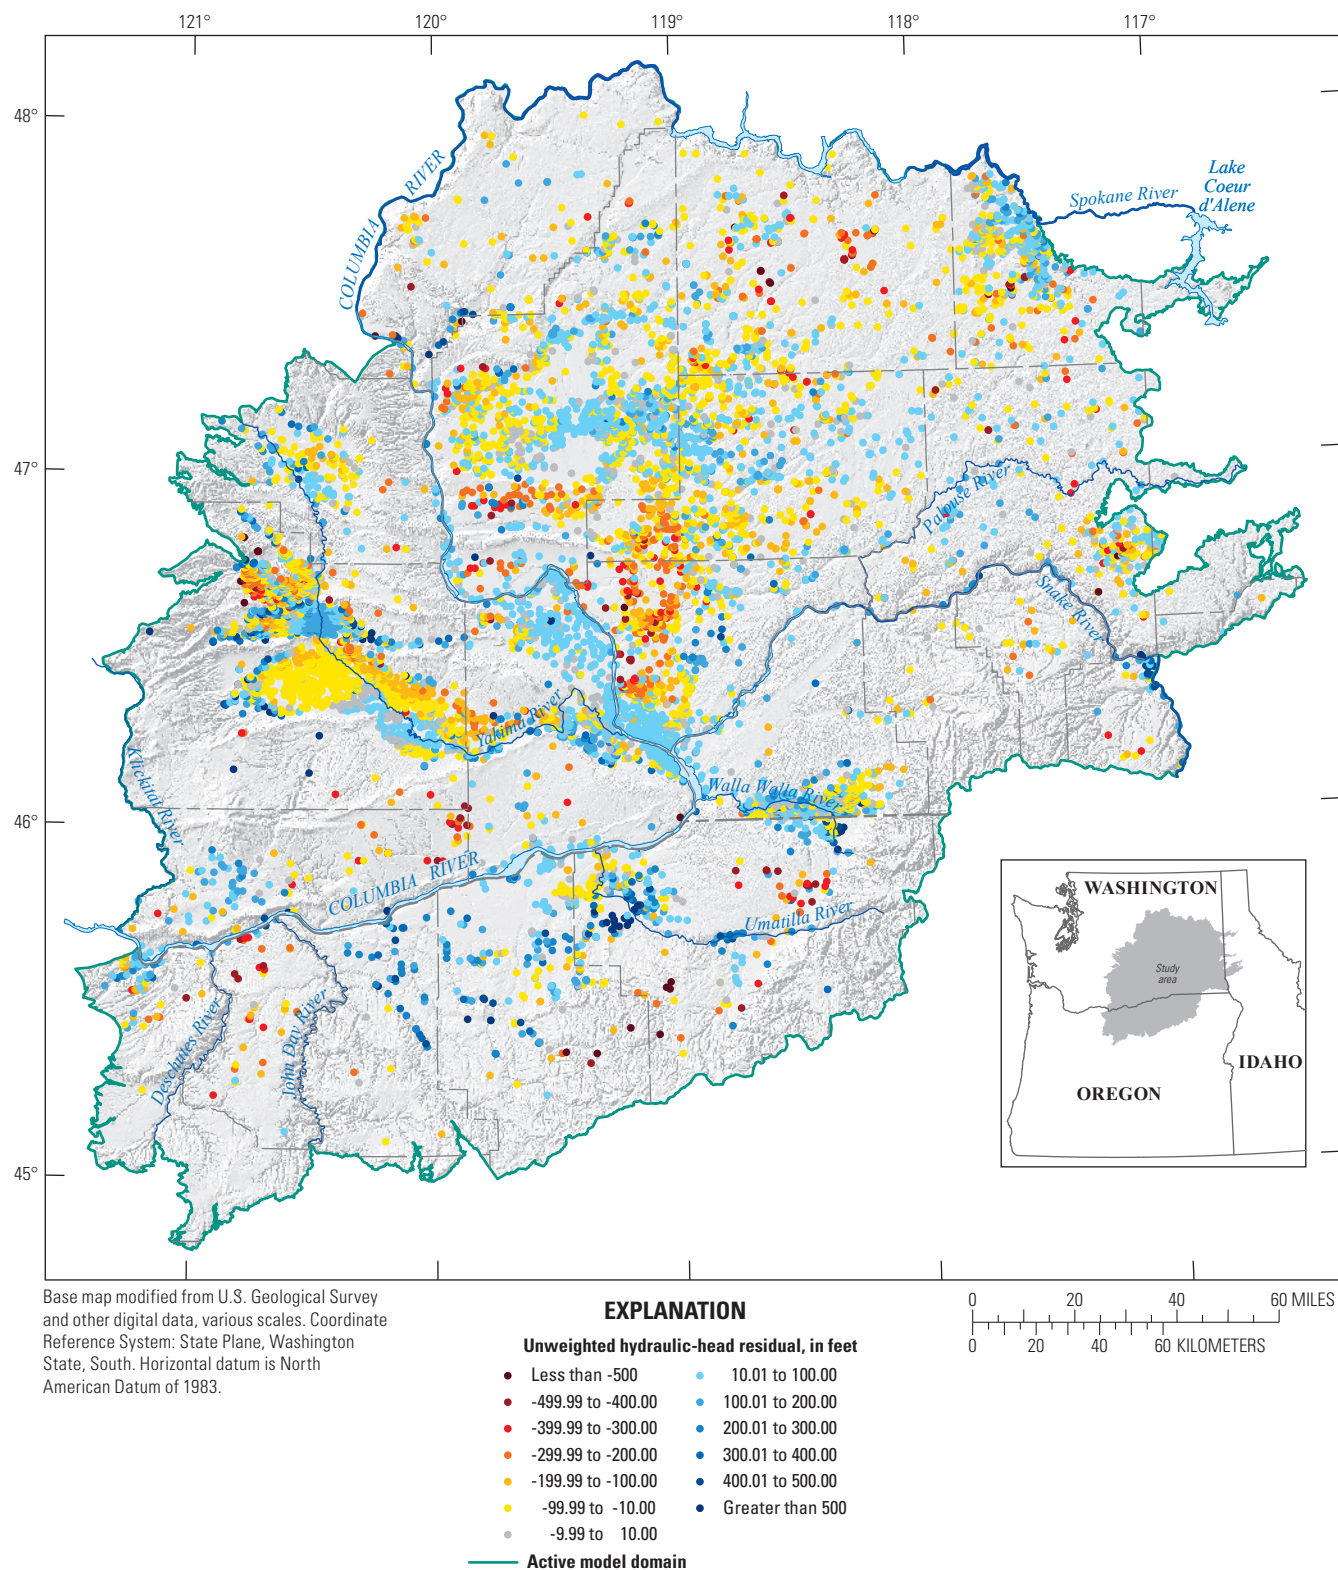 121° 120° 119° 118° 117°
48°
47°
46°
45°
COLUMBIA RIVER
Spokane River
Lake
Coeur
d'Alene
Palouse River
Snake River
Yakima River
Klickitat River
Walla Walla River
COLUMBIA RIVER
Umatilla River
Deschutes River
John Day River
WASHINGTON
Study
area
IDAHO
OREGON
Base map modified from U.S. Geological Survey
and other digital data, various scales. Coordinate
Reference System: State Plane, Washington
State, South. Horizontal datum is North
American Datum of 1983.
0 20 40 60 MILES
0 20 40 60 KILOMETERS
EXPLANATION
Unweighted hydraulic-head residual, in feet
Less than -500
-499.99 to -400.00
-399.99 to -300.00
-299.99 to -200.00
-199.99 to -100.00
-99.99 to -10.00
-9.99 to 10.00
10.01 to 100.00
100.01 to 200.00
200.01 to 300.00
300.01 to 400.00
400.01 to 500.00
Greater than 500
Active model domain